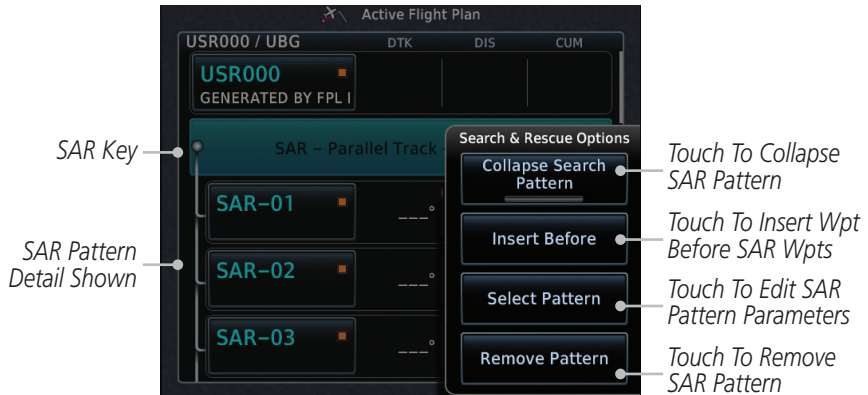 Active Flight Plan
USR000 / UBG DTK DIS CUM
USR000
GENERATED BY FPL I
SAR Key
SAR – Parallel Track
SAR–01
___°
SAR Pattern
Detail Shown
SAR–02
___°
SAR–03
___°
Search & Rescue Options
Collapse Search
Pattern
Touch To Collapse
SAR Pattern
Insert Before
Touch To Insert Wpt
Before SAR Wpts
Select Pattern
Touch To Edit SAR
Pattern Parameters
Remove Pattern
Touch To Remove
SAR Pattern